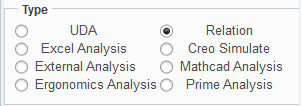 Type
UDA Relation
Excel Analysis Creo Simulate
External Analysis Mathcad Analysis
Ergonomics Analysis Prime Analysis